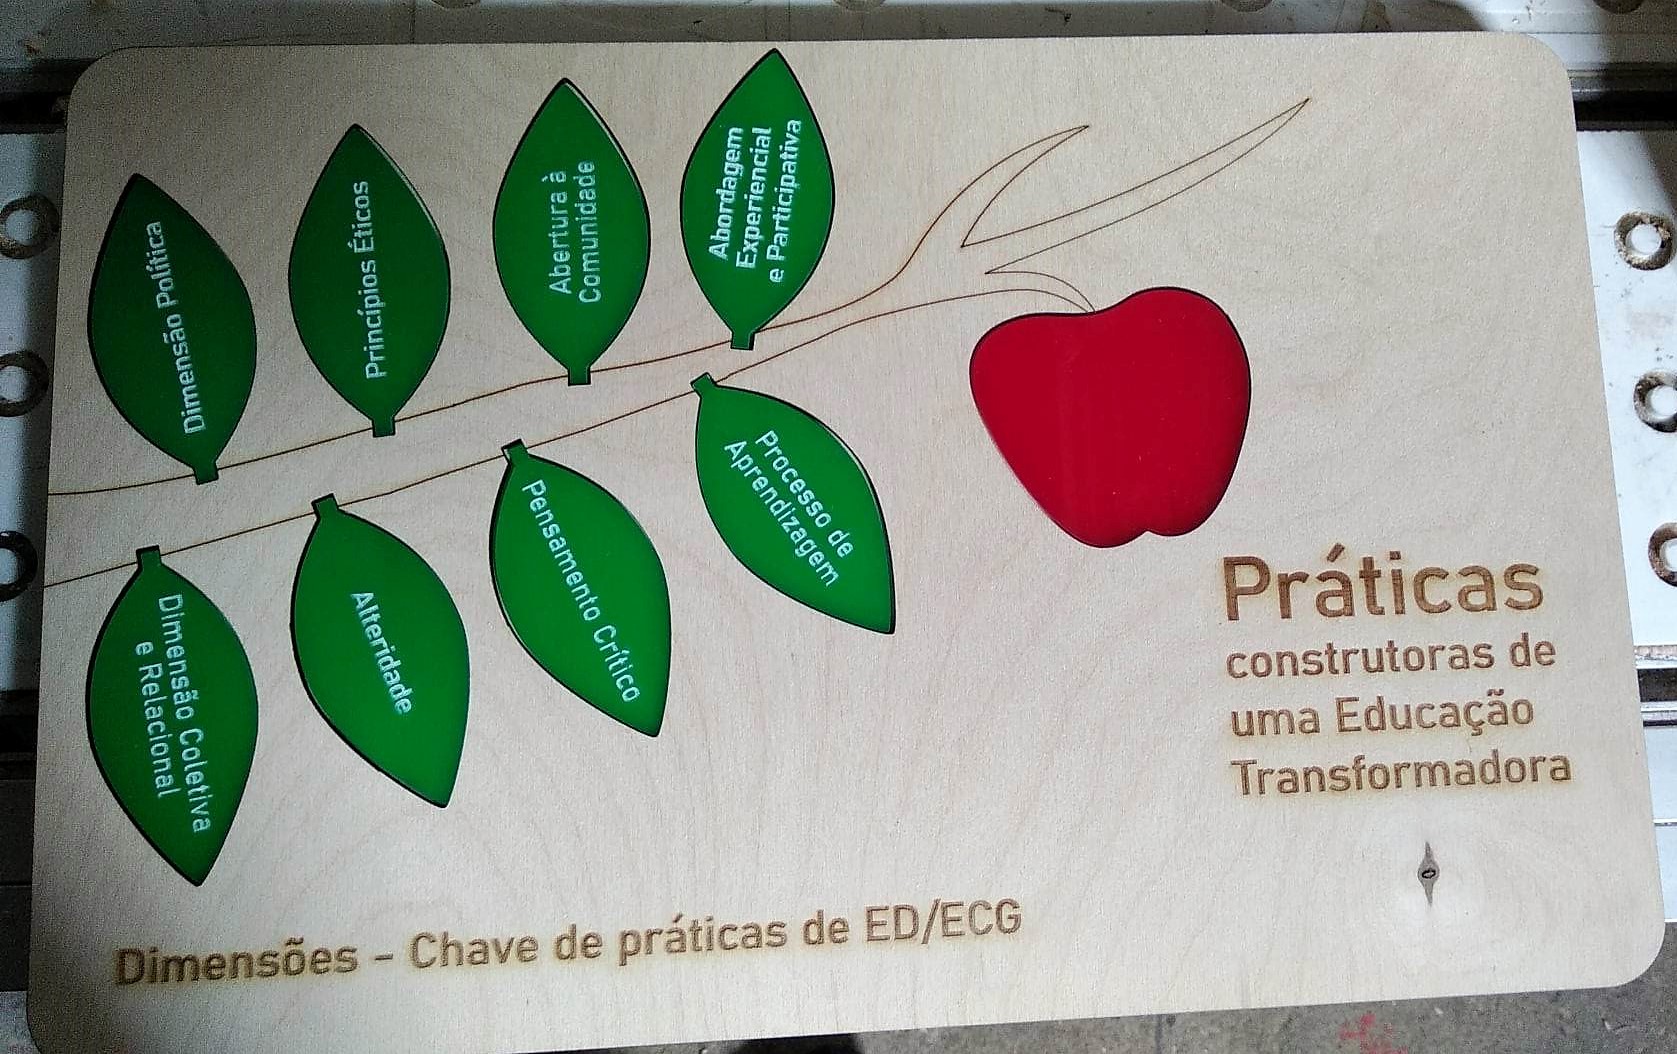 Dimensão Política
Princípios Éticos
Abertura à
Comunidade
Abordagem
Experiencial
e Participativa
Dimensão Coletiva
e Relacional
Alteridade
Pensamento Crítico
Processo de
Aprendizagem
Práticas
construtoras de
uma Educação
Transformadora
Dimensões – Chave de práticas de ED/ECG